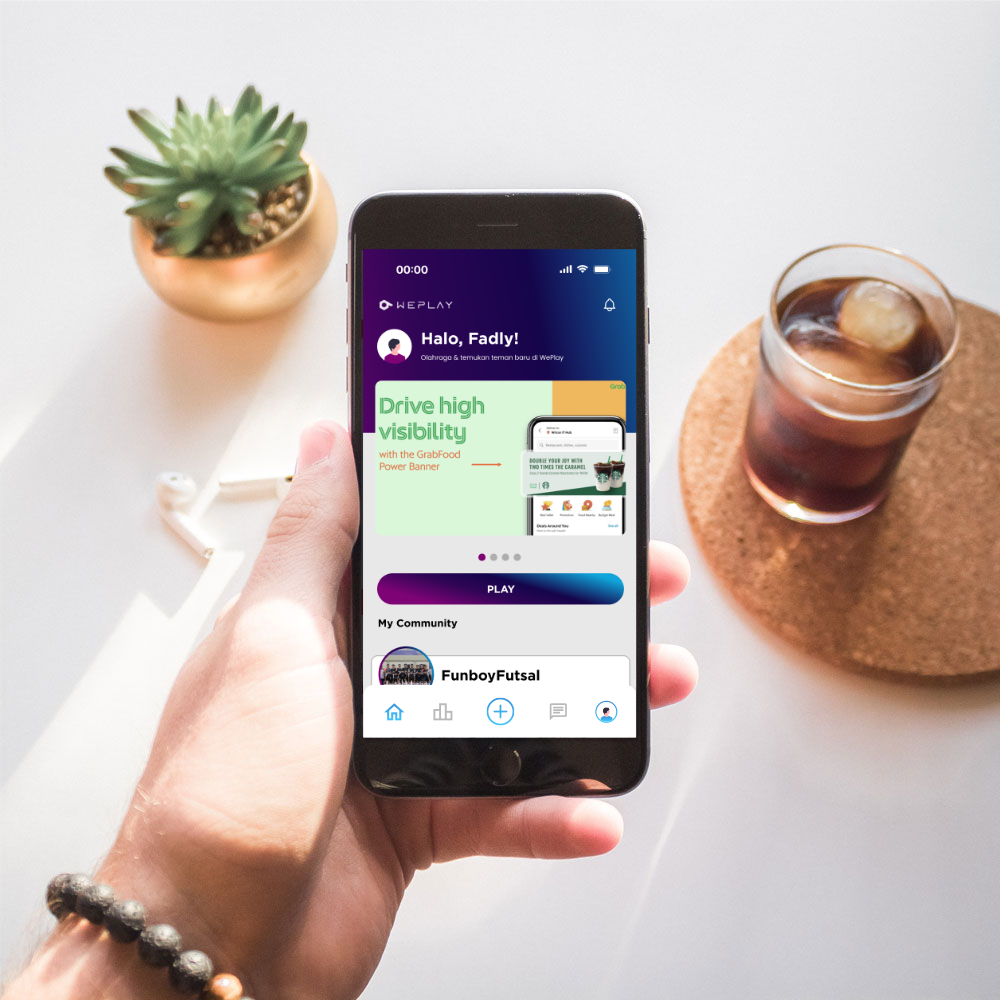 00:00
WEPLAY
Halo, Fadly!
Olahraga & temukan teman baru di WePlay
Grab
Drive high
visibility
with the GrabFood
Power Banner
DOUBLE YOUR JOY WITH
TWO TIMES THE CARAMEL
Deals Around You
PLAY
My Community
FunboyFutsal